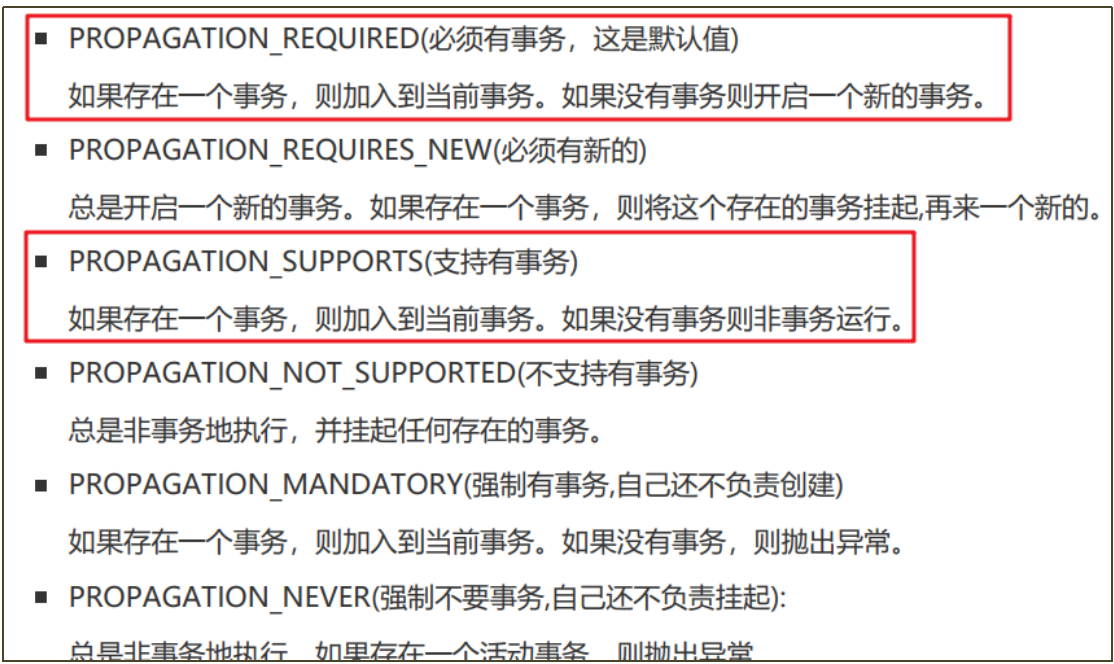 PROPAGATION_REQUIRED(必须有事务，这是默认值)
如果存在一个事务，则加入到当前事务。如果没有事务则开启一个新的事务。
PROPAGATION_REQUIRES_NEW(必须有新的)
总是开启一个新的事务。如果存在一个事务，则将这个存在的事务挂起,再来一个新的。
PROPAGATION_SUPPORTS(支持有事务)
如果存在一个事务，则加入到当前事务。如果没有事务则非事务运行。
PROPAGATION_NOT_SUPPORTED(不支持有事务)
总是非事务地执行，并挂起任何存在的事务。
PROPAGATION_MANDATORY(强制有事务,自己还不负责创建)
如果存在一个事务，则加入到当前事务。如果没有事务，则抛出异常。
PROPAGATION_NEVER(强制不要事务,自己还不负责挂起):
总是非事务地执行，如果存在一个活动事务，则抛出异常